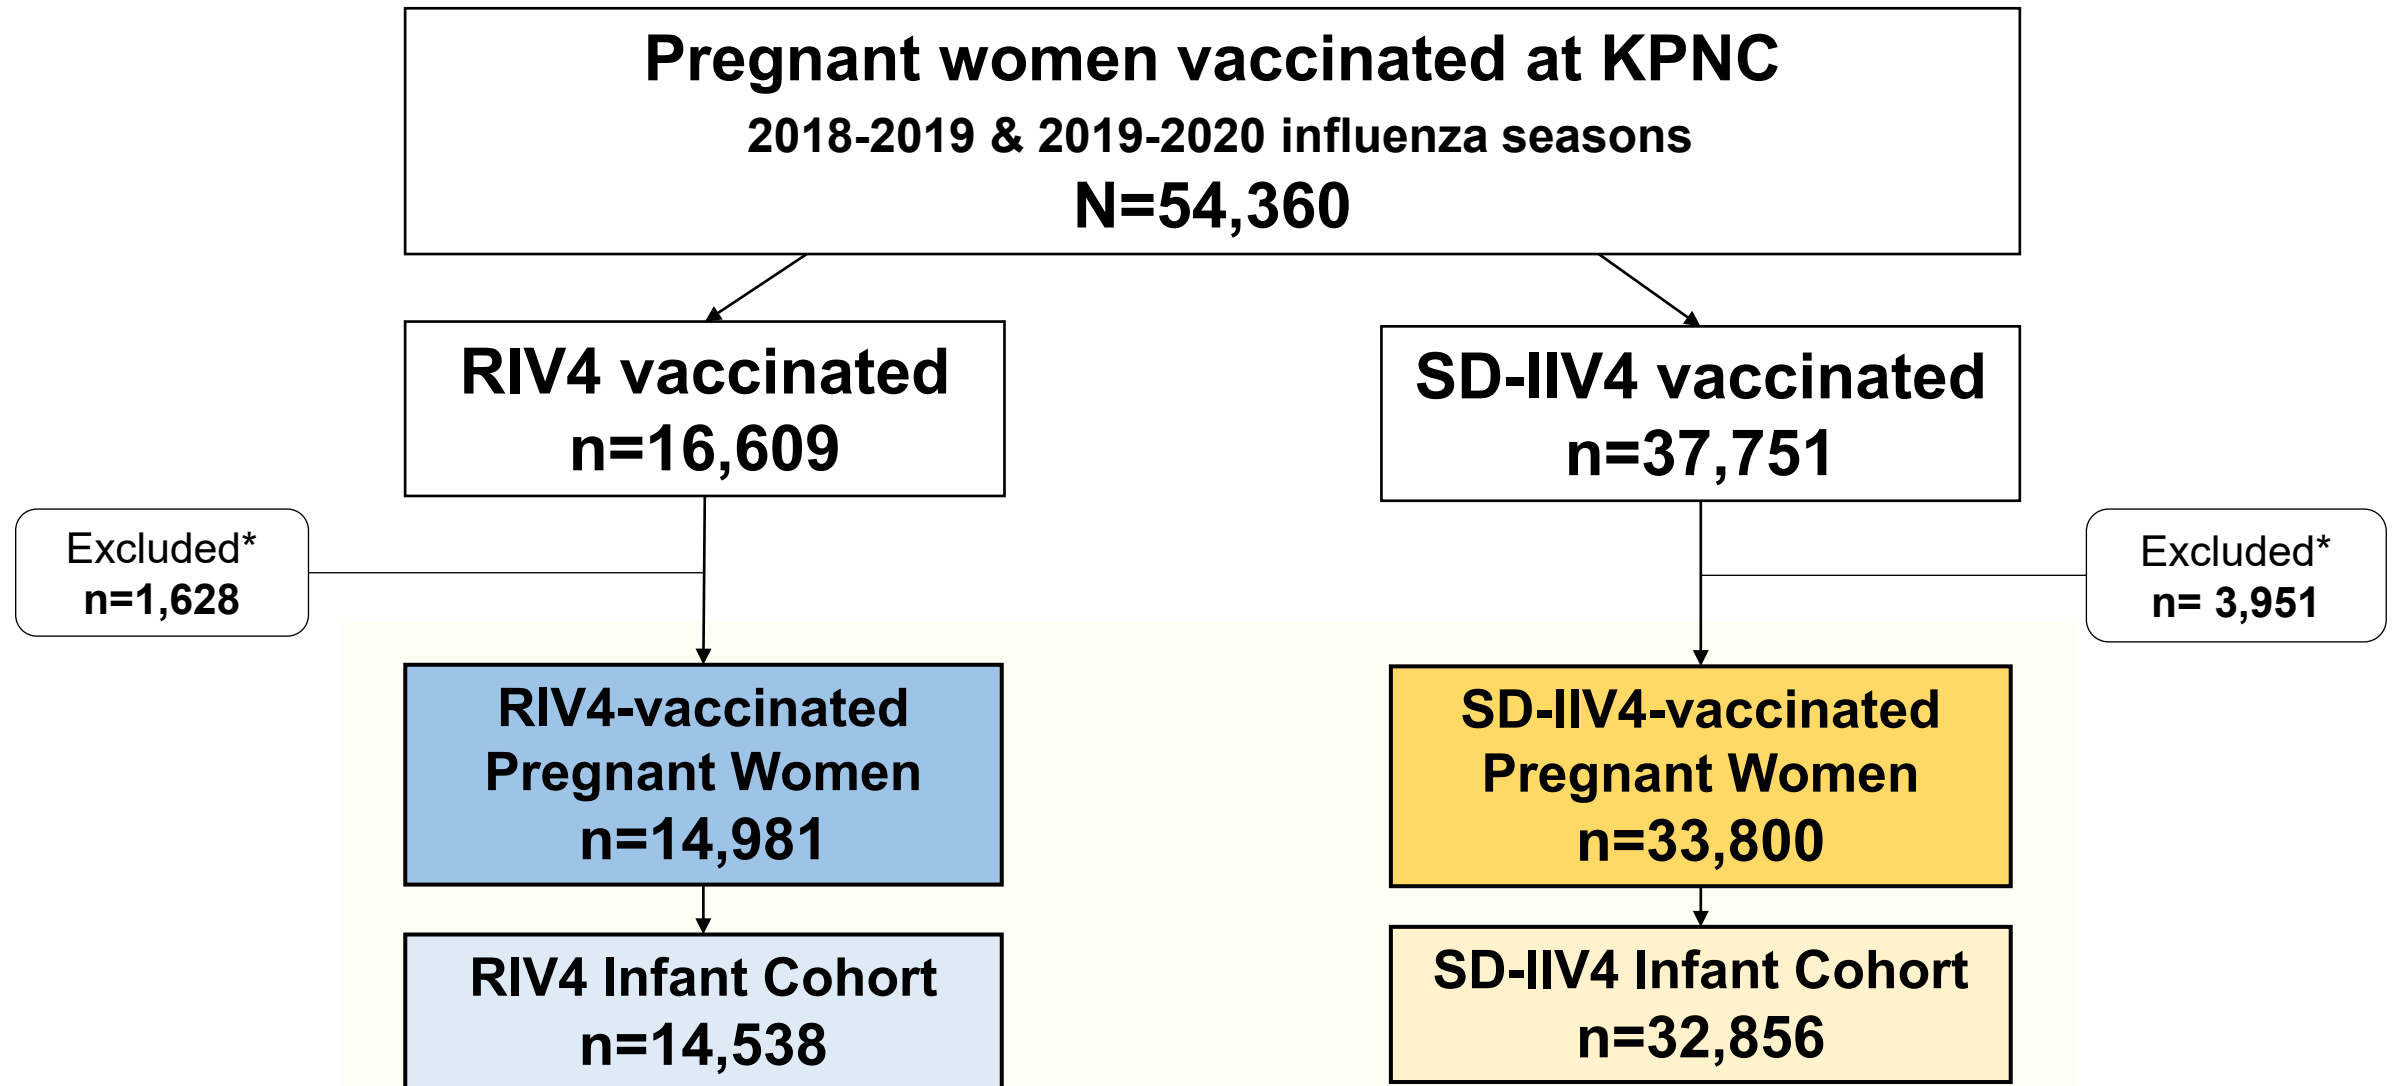 Pregnant women vaccinated at KPNC
2018-2019 & 2019-2020 influenza seasons
N=54,360
RIV4 vaccinated
n=16,609
SD-IIV4 vaccinated
n=37,751
Excluded*
n=1,628
Excluded*
n= 3,951
RIV4-vaccinated
Pregnant Women
n=14,981
SD-IIV4-vaccinated
Pregnant Women
n=33,800
RIV4 Infant Cohort
n=14,538
SD-IIV4 Infant Cohort
n=32,856